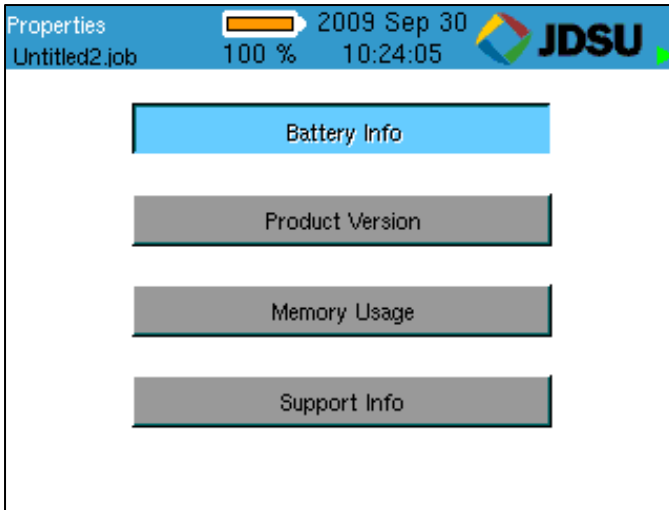 Properties
Untitled2.job
100 %
2009 Sep 30
10:24:05
JDSU
Battery Info
Product Version
Memory Usage
Support Info